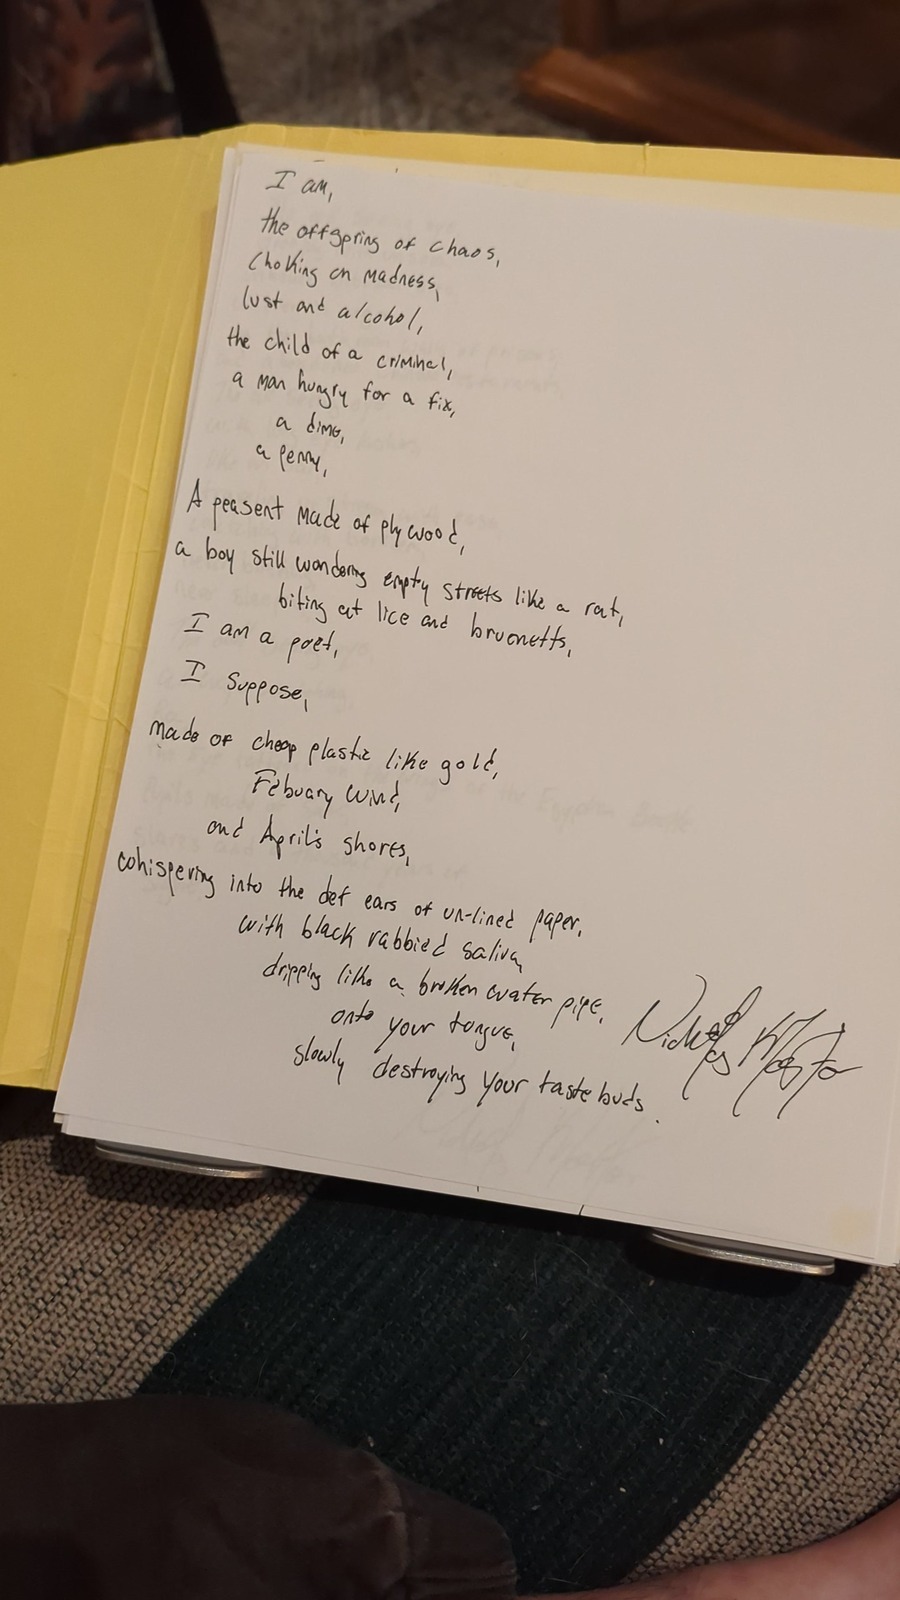 I am,
the offspring of chaos,
Choking on madness,
lust and alcohol,
the child of a criminal,
a man hungry for a fix,
a dime,
a penny,
A peasent made of plywood,
a boy still wondering empty streets like a rat,
biting at lice and brunetts,
I am a poet,
I suppose,
made of cheap plastic like gold,
Febuary wind,
and April's shores,
whispering into the def ears of un-lined paper,
with black rabbied saliva,
dripping like a broken water pipe,
onto your tongue,
slowly destroying your taste buds.